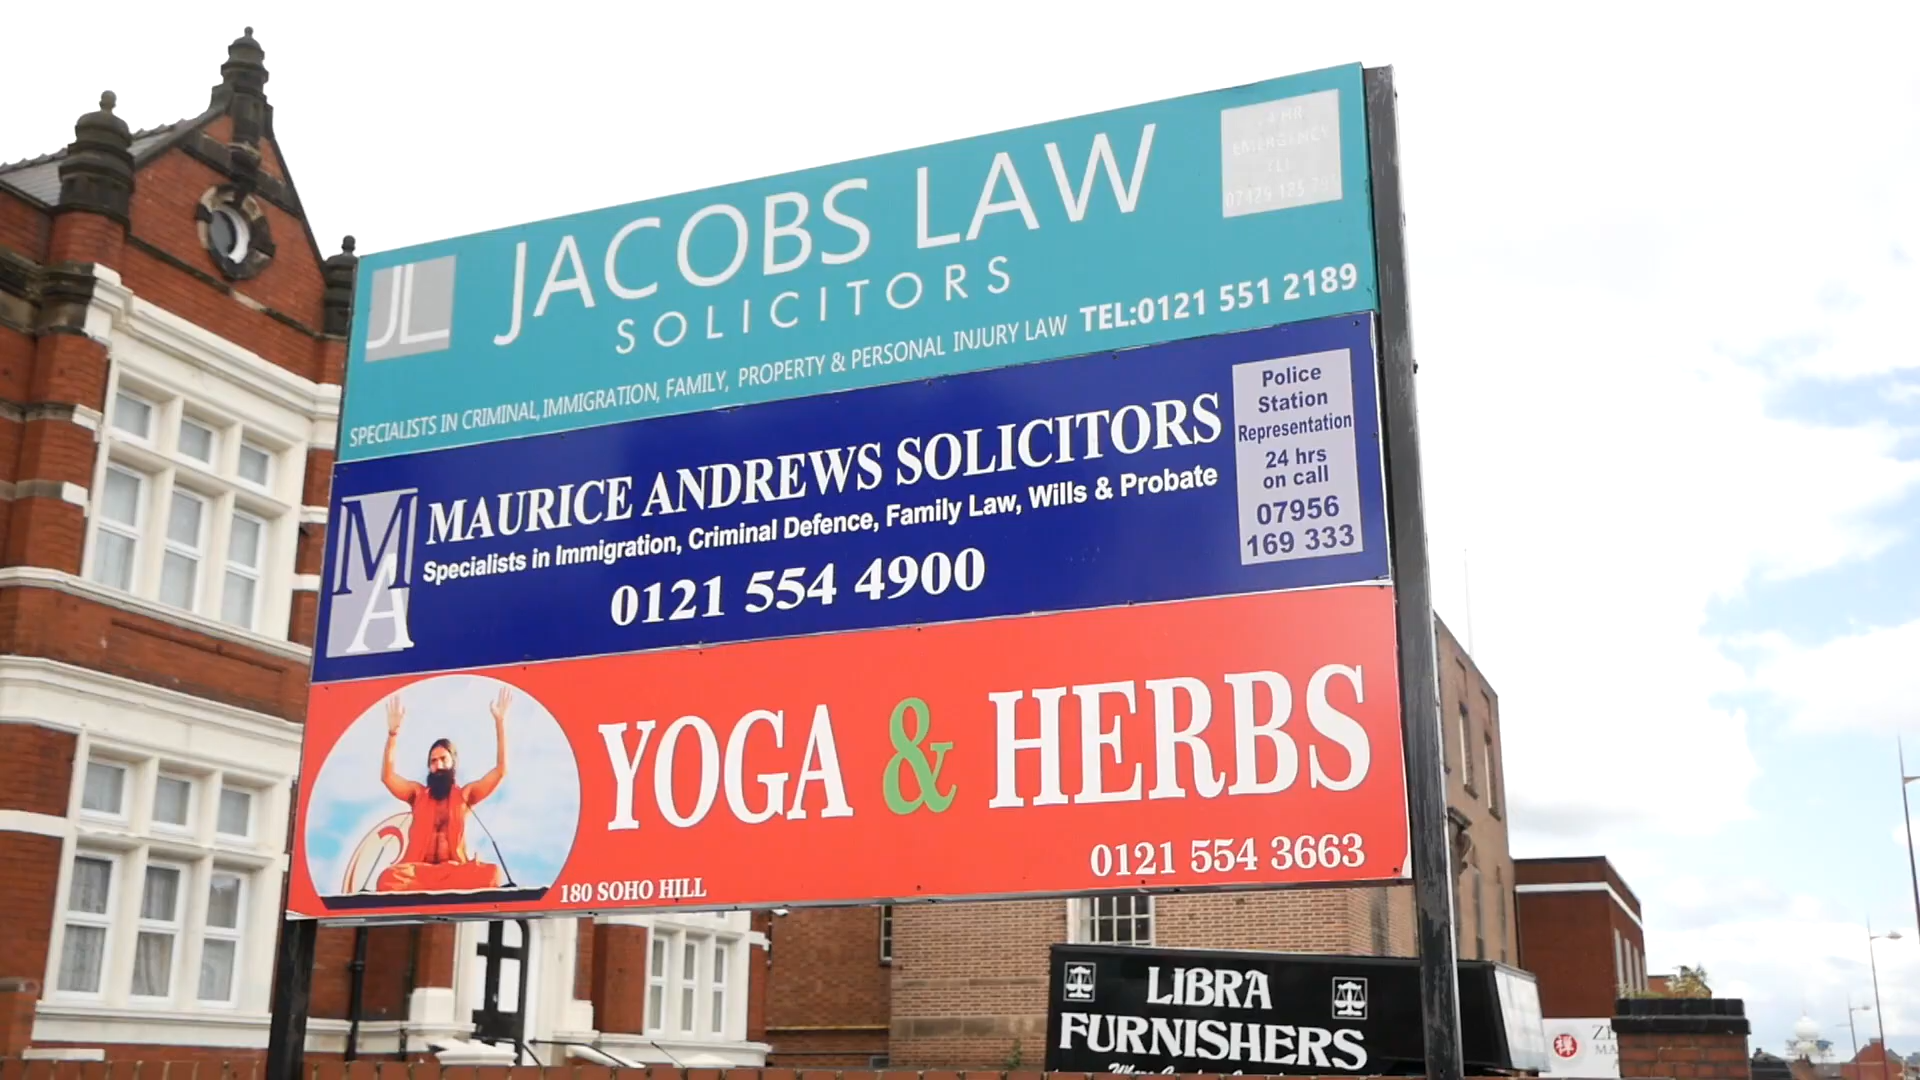 JL
JACOBS LAW
SOLICITORS
SPECIALISTS IN CRIMINAL, IMMIGRATION, FAMILY, PROPERTY & PERSONAL INJURY LAW
TEL:0121 551 2189
HR
EMERGENCY
MA
MAURICE ANDREWS SOLICITORS
Specialists in Immigration, Criminal Defence, Family Law, Wills & Probate
0121 554 4900
Police
Station
Representation
24 hrs
on call
07956
169 333
YOGA & HERBS
180 SOHO HILL
0121 554 3663
LIBRA
FURNISHERS